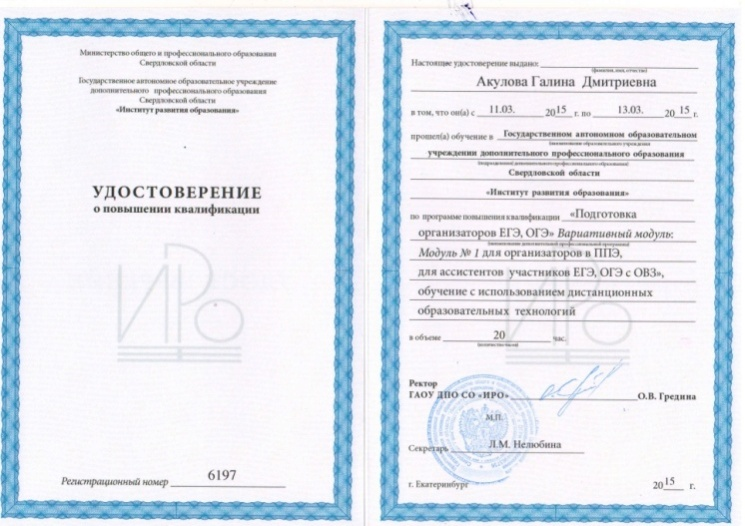 Министерство общего и профессионального образования
Свердловской области
Государственное автономное образовательное учреждение
дополнительного профессионального образования
Свердловской области
«Институт развития образования»
УДОСТОВЕРЕНИЕ
о повышении квалификации
ИРО
Регистрационный номер 6197
Настоящее удостоверение выдано:
(фамилия, имя, отчество)
Акулова Галина Дмитриевна
в том, что он(а) с 11.03. 2015 г. по 13.03. 2015 г.
прошел(а) обучение в Государственном автономном образовательном
(наименование образовательного учреждения
учреждении дополнительного профессионального образования
(подразделения) дополнительного профессионального образования)
Свердловской области
«Институт развития образования»
по программе повышения квалификации «Подготовка
организаторов ЕГЭ, ОГЭ» Вариативный модуль:
(наименование дополнительной профессиональной программы)
Модуль № 1 для организаторов в ППЭ,
для ассистентов участников ЕГЭ, ОГЭ с ОВЗ»,
обучение с использованием дистанционных
образовательных технологий
ИРО
в объеме 20 час.
(количество часов)
Ректор
ГАОУ ДПО СО «ИРО» О.В. Гредина
М.П.
Секретарь Л.М. Нелюбина
г. Екатеринбург 2015 г.